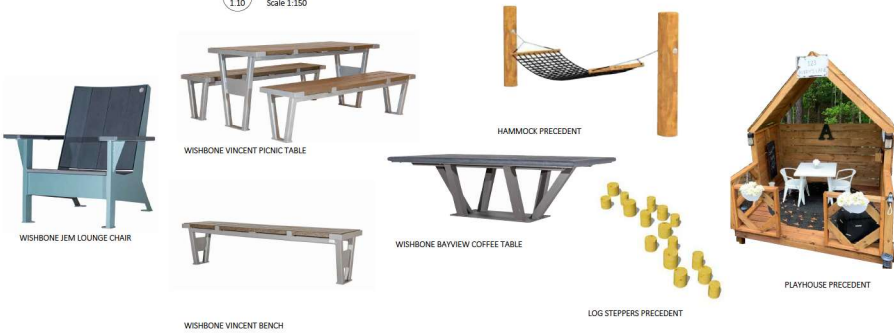 1.10
Scale 1:150
WISHBONE VINCENT PICNIC TABLE
HAMMOCK PRECEDENT
WISHBONE JEM LOUNGE CHAIR
WISHBONE BAYVIEW COFFEE TABLE
A
PLAYHOUSE PRECEDENT
LOG STEPPERS PRECEDENT
WISHBONE VINCENT BENCH